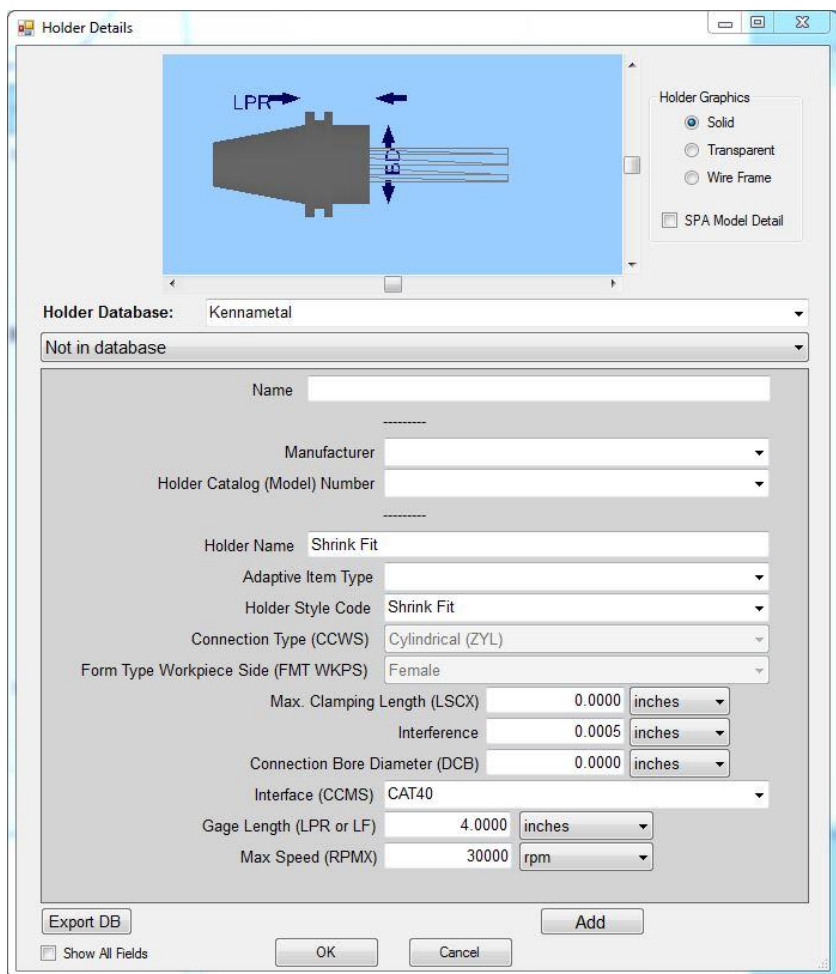 Holder Details
LPR
BD
Holder Graphics
Solid
Transparent
Wire Frame
SPA Model Detail
Holder Database: Kennametal
Not in database
Name
---------
Manufacturer
Holder Catalog (Model) Number
---------
Holder Name Shrink Fit
Adaptive Item Type
Holder Style Code Shrink Fit
Connection Type (CCWS) Cylindrical (ZYL)
Form Type Workpiece Side (FMT WKPS) Female
Max. Clamping Length (LSCX) 0.0000 inches
Interference 0.0005 inches
Connection Bore Diameter (DCB) 0.0000 inches
Interface (CCMS) CAT40
Gage Length (LPR or LF) 4.0000 inches
Max Speed (RPMX) 30000 rpm
Export DB Add
Show All Fields OK Cancel